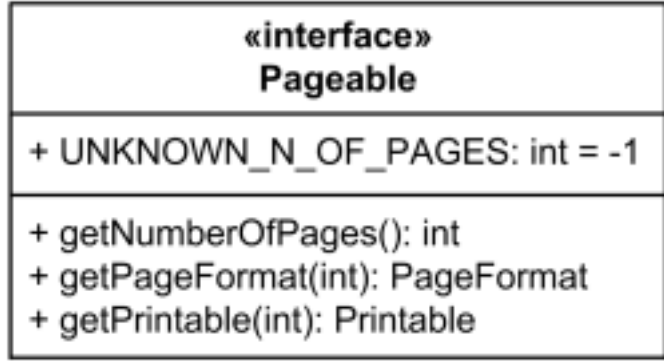 «interface»
Pageable
+ UNKNOWN_N_OF_PAGES: int = -1
+ getNumberOfPages(): int
+ getPageFormat(int): PageFormat
+ getPrintable(int): Printable